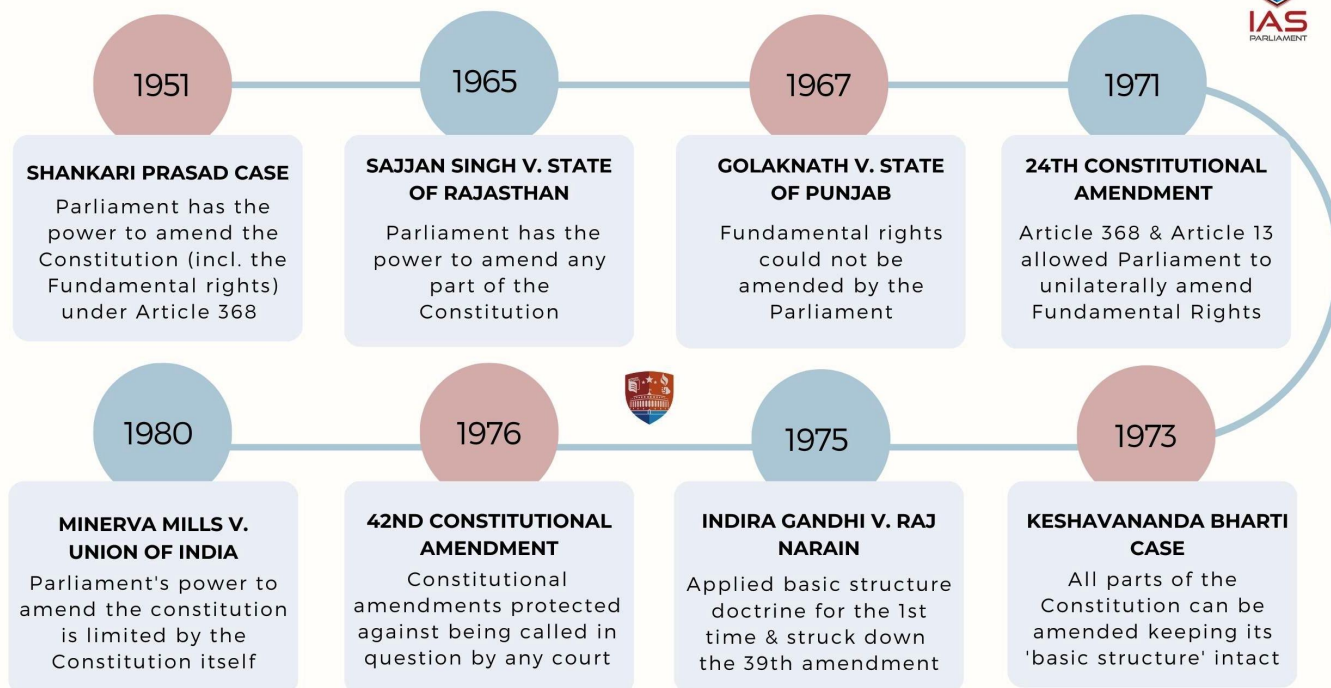 IAS
PARLIAMENT
1951
SHANKARI PRASAD CASE
Parliament has the
power to amend the
Constitution (incl. the
Fundamental rights)
under Article 368
1965
SAJJAN SINGH V. STATE
OF RAJASTHAN
Parliament has the
power to amend any
part of the
Constitution
1967
GOLAKNATH V. STATE
OF PUNJAB
Fundamental rights
could not be
amended by the
Parliament
1971
24TH CONSTITUTIONAL
AMENDMENT
Article 368 & Article 13
allowed Parliament to
unilaterally amend
Fundamental Rights
1980
MINERVA MILLS V.
UNION OF INDIA
Parliament's power to
amend the constitution
is limited by the
Constitution itself
1976
42ND CONSTITUTIONAL
AMENDMENT
Constitutional
amendments protected
against being called in
question by any court
1975
INDIRA GANDHI V. RAJ
NARAIN
Applied basic structure
doctrine for the 1st
time & struck down
the 39th amendment
1973
KESHAVANANDA BHARTI
CASE
All parts of the
Constitution can be
amended keeping its
'basic structure' intact